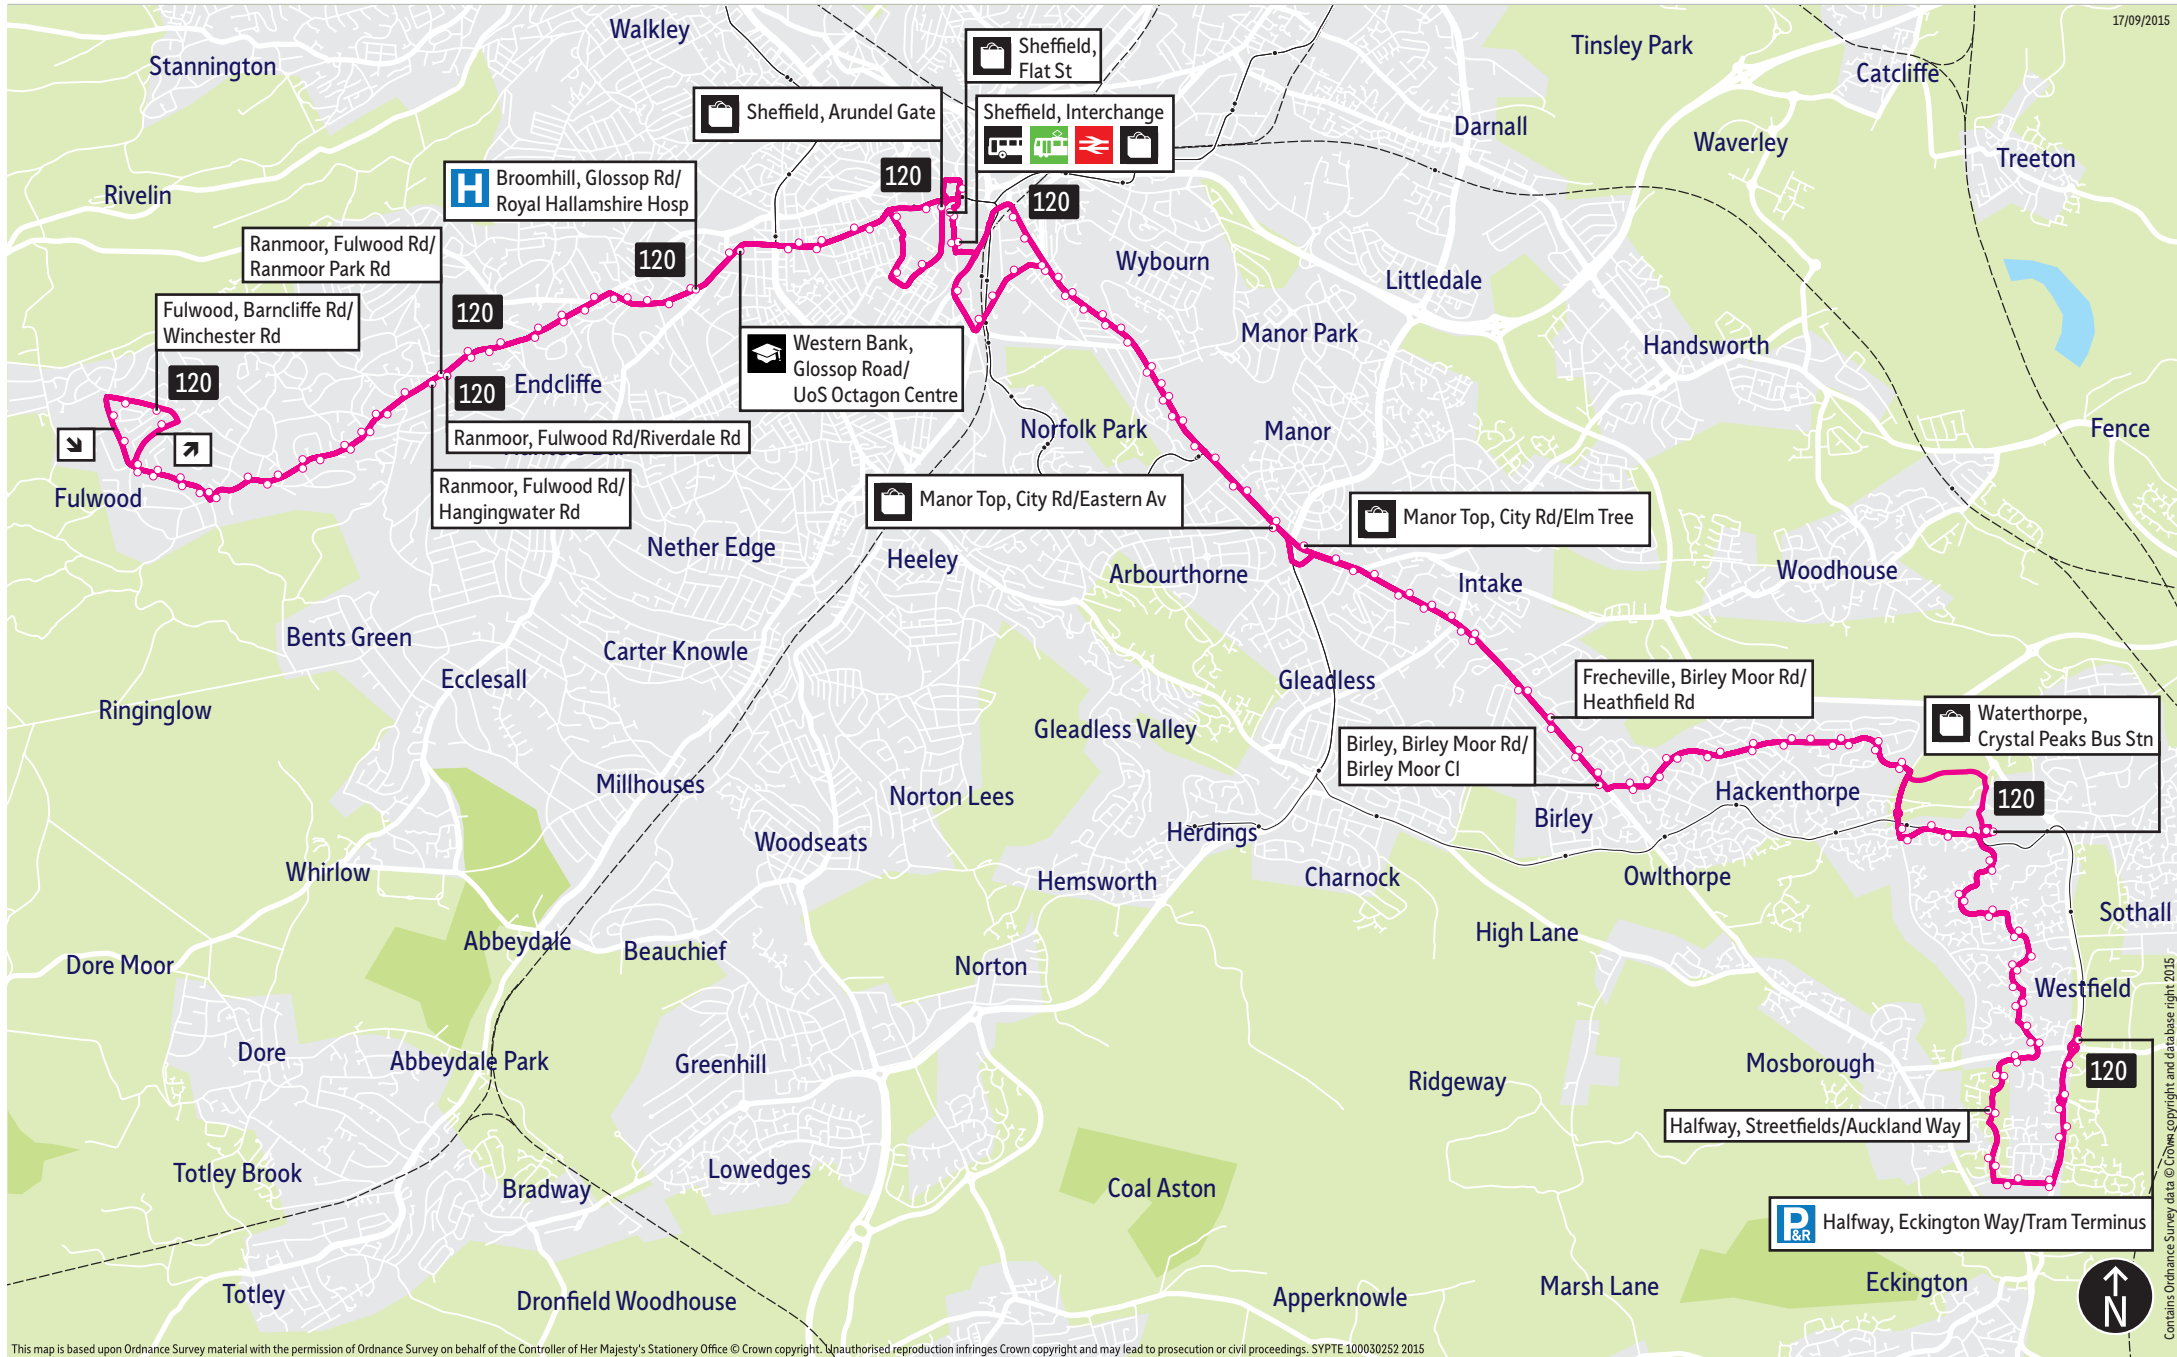 17/09/2015
Walkley
Stannington
Tinsley Park
Catcliffe
Sheffield,
Flat St
Sheffield, Arundel Gate
Sheffield, Interchange
Darnall
Waverley
Treeton
Rivelin
H
Broomhill, Glossop Rd/
Royal Hallamshire Hosp
120
120
Ranmoor, Fulwood Rd/
Ranmoor Park Rd
120
Wybourn
Littledale
Fulwood, Barncliffe Rd/
Winchester Rd
120
Manor Park
Handsworth
Western Bank,
Glossop Road/
UoS Octagon Centre
120
Endcliffe
120
Ranmoor, Fulwood Rd/Riverdale Rd
Norfolk Park
Manor
Fence
Fulwood
Ranmoor, Fulwood Rd/
Hangingwater Rd
Manor Top, City Rd/Eastern Av
Manor Top, City Rd/Elm Tree
Nether Edge
Heeley
Arbourthorne
Intake
Woodhouse
Bents Green
Carter Knowle
Ecclesall
Gleadless
Frecheville, Birley Moor Rd/
Heathfield Rd
Ringinglow
Gleadless Valley
Birley, Birley Moor Rd/
Birley Moor Cl
Waterthorpe,
Crystal Peaks Bus Stn
Millhouses
Norton Lees
Hackenthorpe
120
Woodseats
Herdings
Birley
Whirlow
Hemsworth
Charnock
Owlthorpe
Sothall
Abbeydale
Beauchief
High Lane
Dore Moor
Norton
Westfield
Dore
Abbeydale Park
Greenhill
Ridgeway
Mosborough
120
Halfway, Streetfields/Auckland Way
Totley Brook
Bradway
Lowedges
Coal Aston
P&R
Halfway, Eckington Way/Tram Terminus
Totley
Dronfield Woodhouse
Apperknowle
Marsh Lane
Eckington
N
Contains Ordnance Survey data © Crown copyright and database right 2015
This map is based upon Ordnance Survey material with the permission of Ordnance Survey on behalf of the Controller of Her Majesty's Stationery Office © Crown copyright. Unauthorised reproduction infringes Crown copyright and may lead to prosecution or civil proceedings. SYPTE 100030252 2015